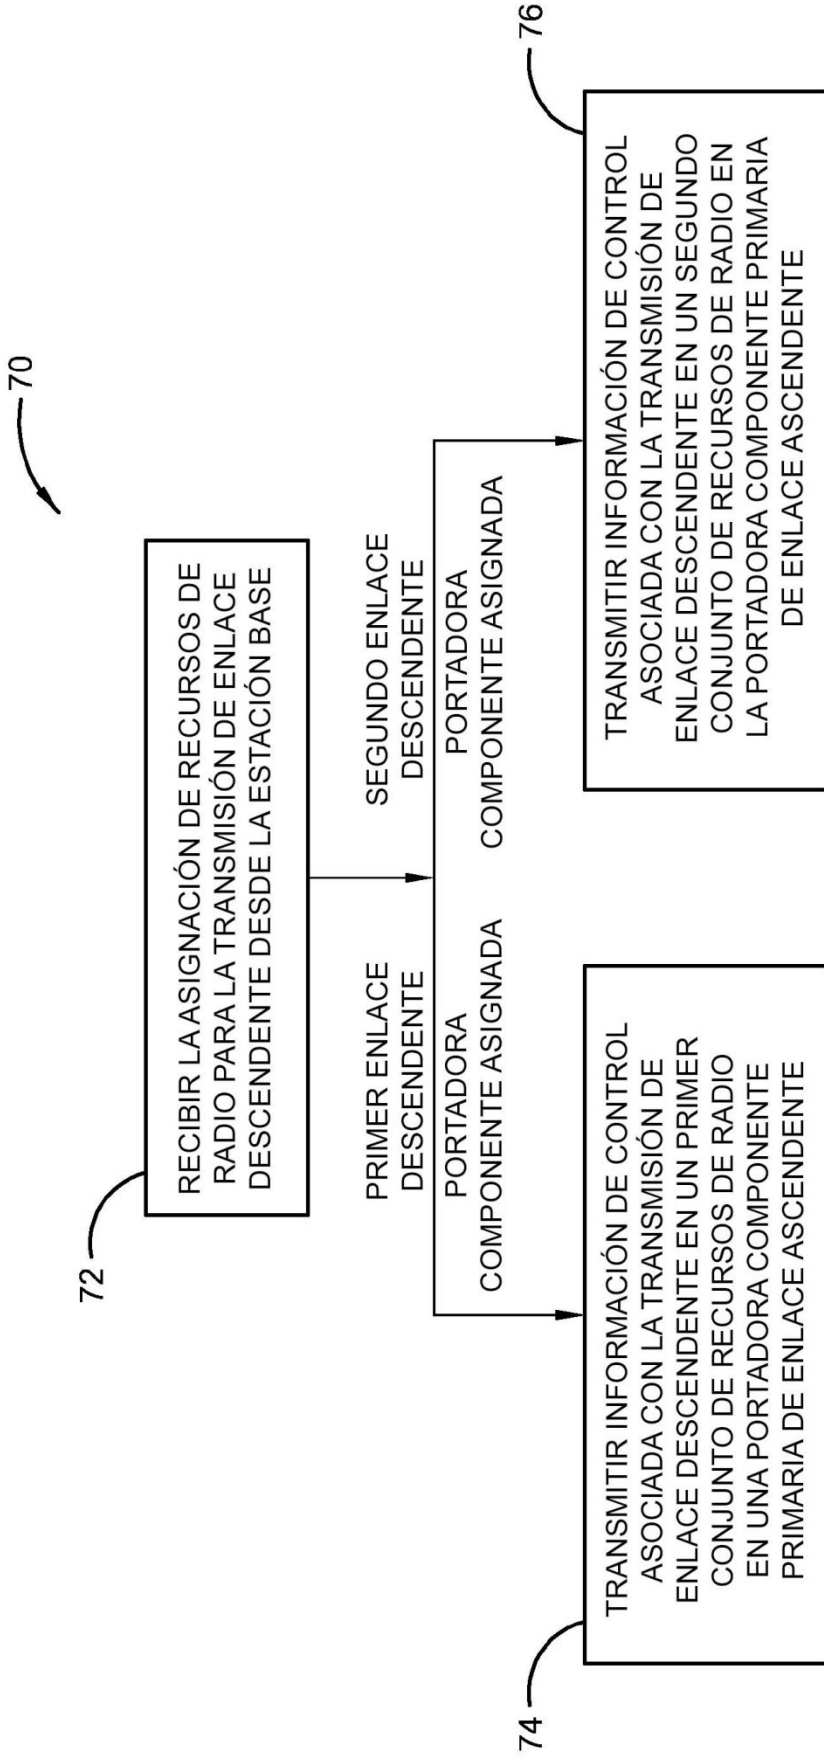 70
72
RECIBIR LA ASIGNACIÓN DE RECURSOS DE
RADIO PARA LA TRANSMISIÓN DE ENLACE
DESCENDENTE DESDE LA ESTACIÓN BASE
PRIMER ENLACE
DESCENDENTE
PORTADORA
COMPONENTE ASIGNADA
SEGUNDO ENLACE
DESCENDENTE
PORTADORA
COMPONENTE ASIGNADA
74
TRANSMITIR INFORMACIÓN DE CONTROL
ASOCIADA CON LA TRANSMISIÓN DE
ENLACE DESCENDENTE EN UN PRIMER
CONJUNTO DE RECURSOS DE RADIO
EN UNA PORTADORA COMPONENTE
PRIMARIA DE ENLACE ASCENDENTE
76
TRANSMITIR INFORMACIÓN DE CONTROL
ASOCIADA CON LA TRANSMISIÓN DE
ENLACE DESCENDENTE EN UN SEGUNDO
CONJUNTO DE RECURSOS DE RADIO EN
LA PORTADORA COMPONENTE PRIMARIA
DE ENLACE ASCENDENTE